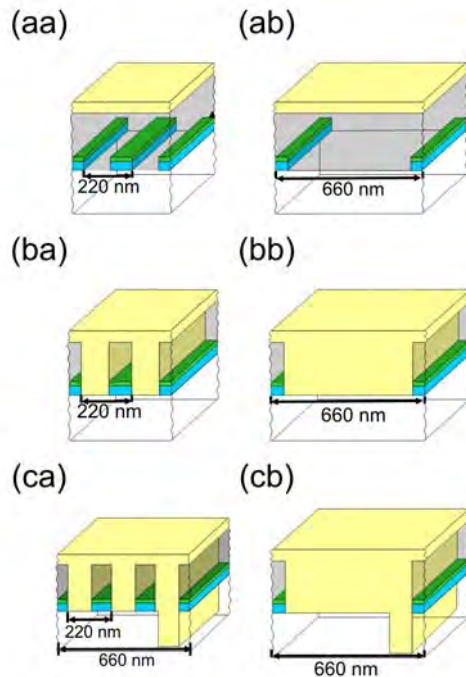 (aa) (ab)
220 nm 660 nm
(ba) (bb)
220 nm 660 nm
(ca) (cb)
220 nm
660 nm 660 nm